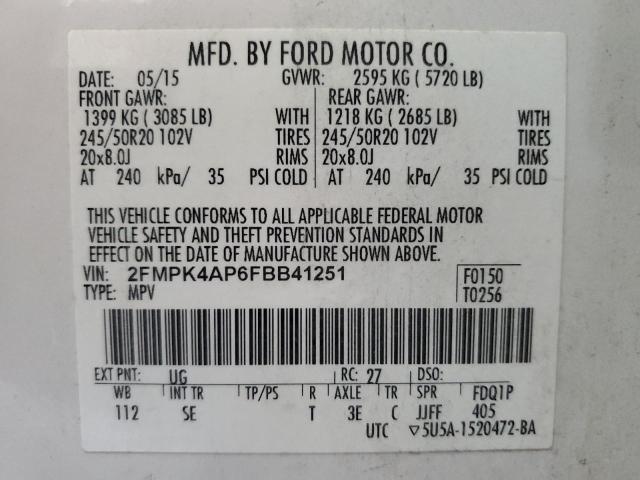 MFD. BY FORD MOTOR CO.
DATE: 05/15 GVWR: 2595 KG ( 5720 LB)
FRONT GAWR: REAR GAWR:
1399 KG ( 3085 LB) WITH 1218 KG ( 2685 LB) WITH
245/50R20 102V TIRES 245/50R20 102V TIRES
20x8.0J RIMS 20x8.0J RIMS
AT 240 kPa/ 35 PSI COLD AT 240 kPa/ 35 PSI COLD
THIS VEHICLE CONFORMS TO ALL APPLICABLE FEDERAL MOTOR
VEHICLE SAFETY AND THEFT PREVENTION STANDARDS IN
EFFECT ON THE DATE OF MANUFACTURE SHOWN ABOVE.
VIN: 2FMPK4AP6FBB41251 F0150
TYPE: MPV T0256
EXT PNT: UG RC: 27 DSO:
WB INT TR TP/PS R AXLE TR SPR FDQ1P
112 SE T 3E C JJFF 405
UTC ▽5U5A-1520472-BA